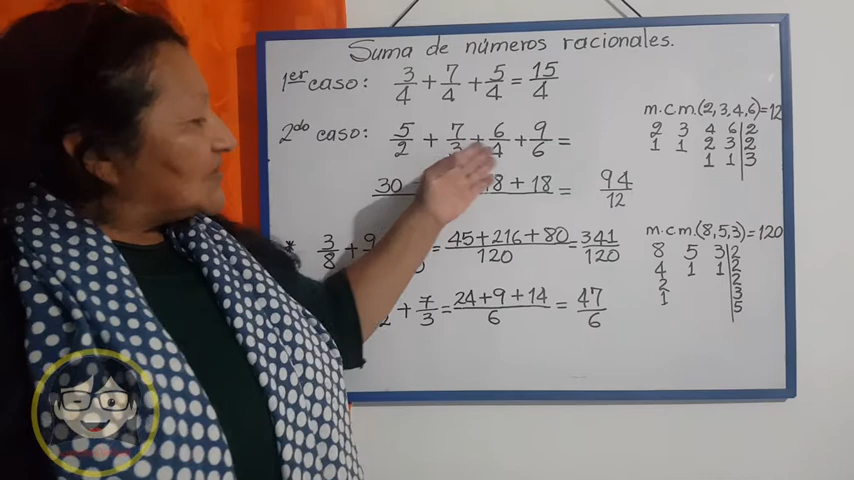 Suma de números racionales.
1er caso: 3/4 + 7/4 + 5/4 = 15/4
2do caso: 5/2 + 7/3 + 6/4 + 9/6 =
30 18 + 18 = 94/12
* 3/8 + 9 45+216+80/120 = 341/120
2 + 7/3 = 24+9+14/6 = 47/6
m.c.m.(2,3,4,6)=12
2 3 4 6|2
1 1 2 3|2
1 1|3
m.c.m.(8,5,3)=120
8 5 3|2
4 1 1|2
2 |2
1 |3
|5